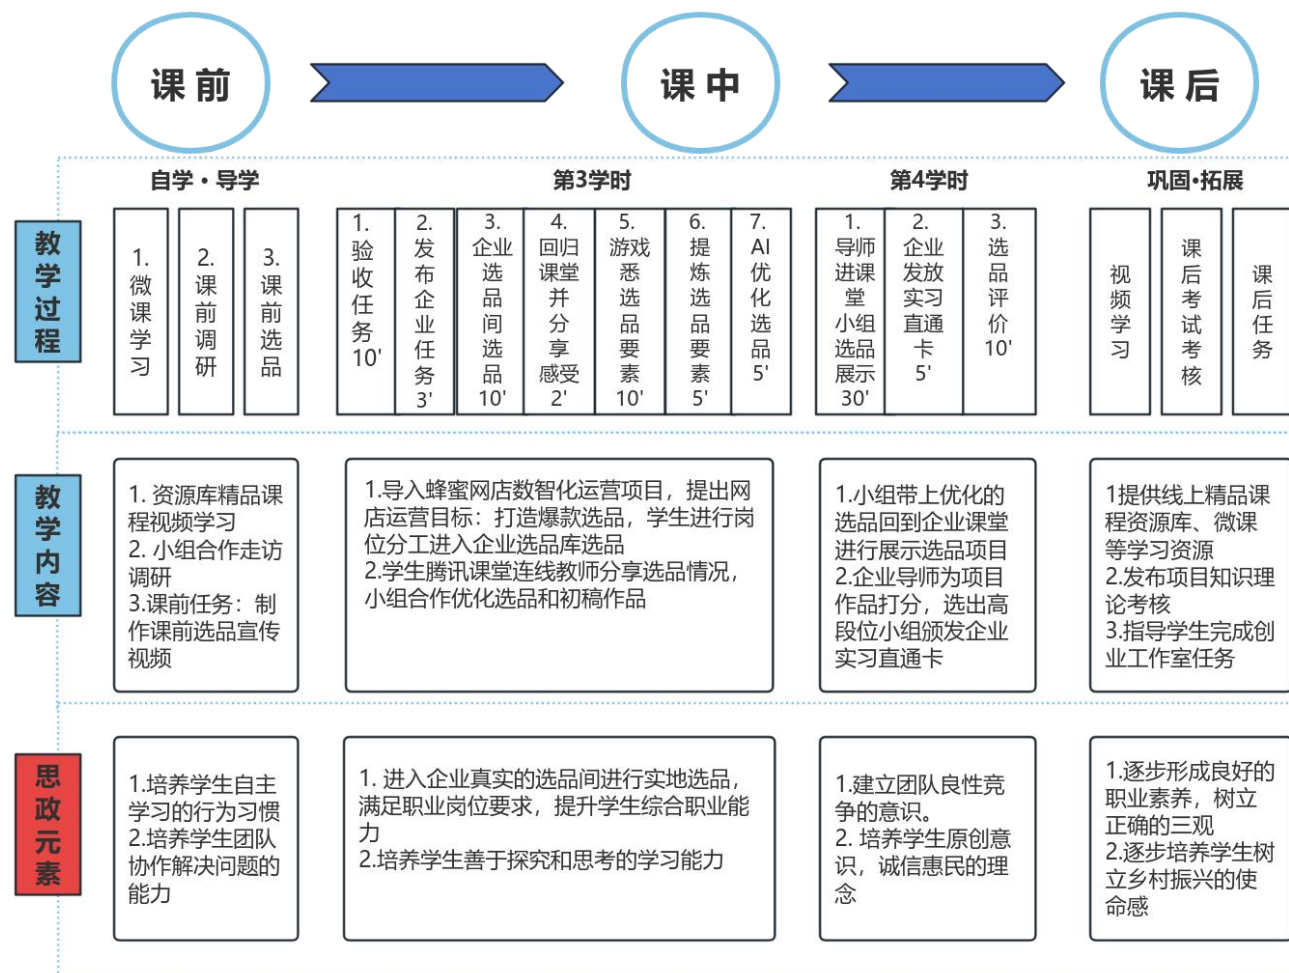 课前
课中
课后
自学·导学
第3学时
第4学时
巩固·拓展
教学过程
1.微课学习
2.课前调研
3.课前选品
1.验收任务10'
2.发布企业任务3'
3.企业选品间选品10'
4.回归课堂并分享感受2'
5.游戏悉选品要素10'
6.提炼选品要素5'
7.AI优化选品5'
1.导师进课堂小组选品展示30'
2.企业发放实习直通卡5'
3.选品评价10'
视频学习
课后考试考核
课后任务
教学内容
1. 资源库精品课
程视频学习
2. 小组合作走访
调研
3.课前任务：制
作课前选品宣传
视频
1.导入蜂蜜网店数智化运营项目，提出网
店运营目标：打造爆款选品，学生进行岗
位分工进入企业选品库选品
2.学生腾讯课堂连线教师分享选品情况，
小组合作优化选品和初稿作品
1.小组带上优化的
选品回到企业课堂
进行展示选品项目
2.企业导师为项目
作品打分，选出高
段位小组颁发企业
实习直通卡
1提供线上精品课
程资源库、微课
等学习资源
2.发布项目知识理
论考核
3.指导学生完成创
业工作室任务
思政元素
1.培养学生自主
学习的行为习惯
2.培养学生团队
协作解决问题的
能力
1. 进入企业真实的选品间进行实地选品，
满足职业岗位要求，提升学生综合职业能
力
2.培养学生善于探究和思考的学习能力
1.建立团队良性竞
争的意识。
2. 培养学生原创意
识，诚信惠民的理
念
1.逐步形成良好的
职业素养，树立
正确的三观
2.逐步培养学生树
立乡村振兴的使
命感